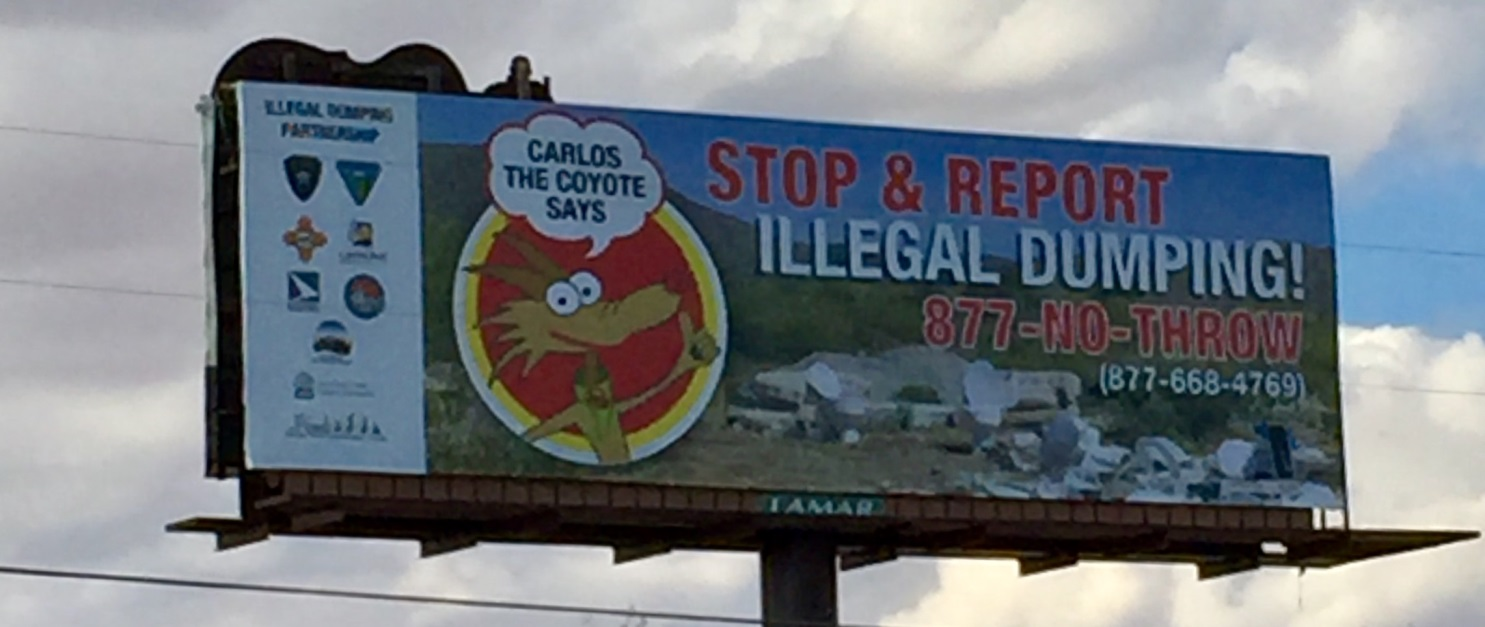 ILLEGAL DUMPING
PARTNERSHIP
CARLOS
THE COYOTE
SAYS
STOP & REPORT
ILLEGAL DUMPING!
877-NO-THROW
(877-668-4769)
LAMAR